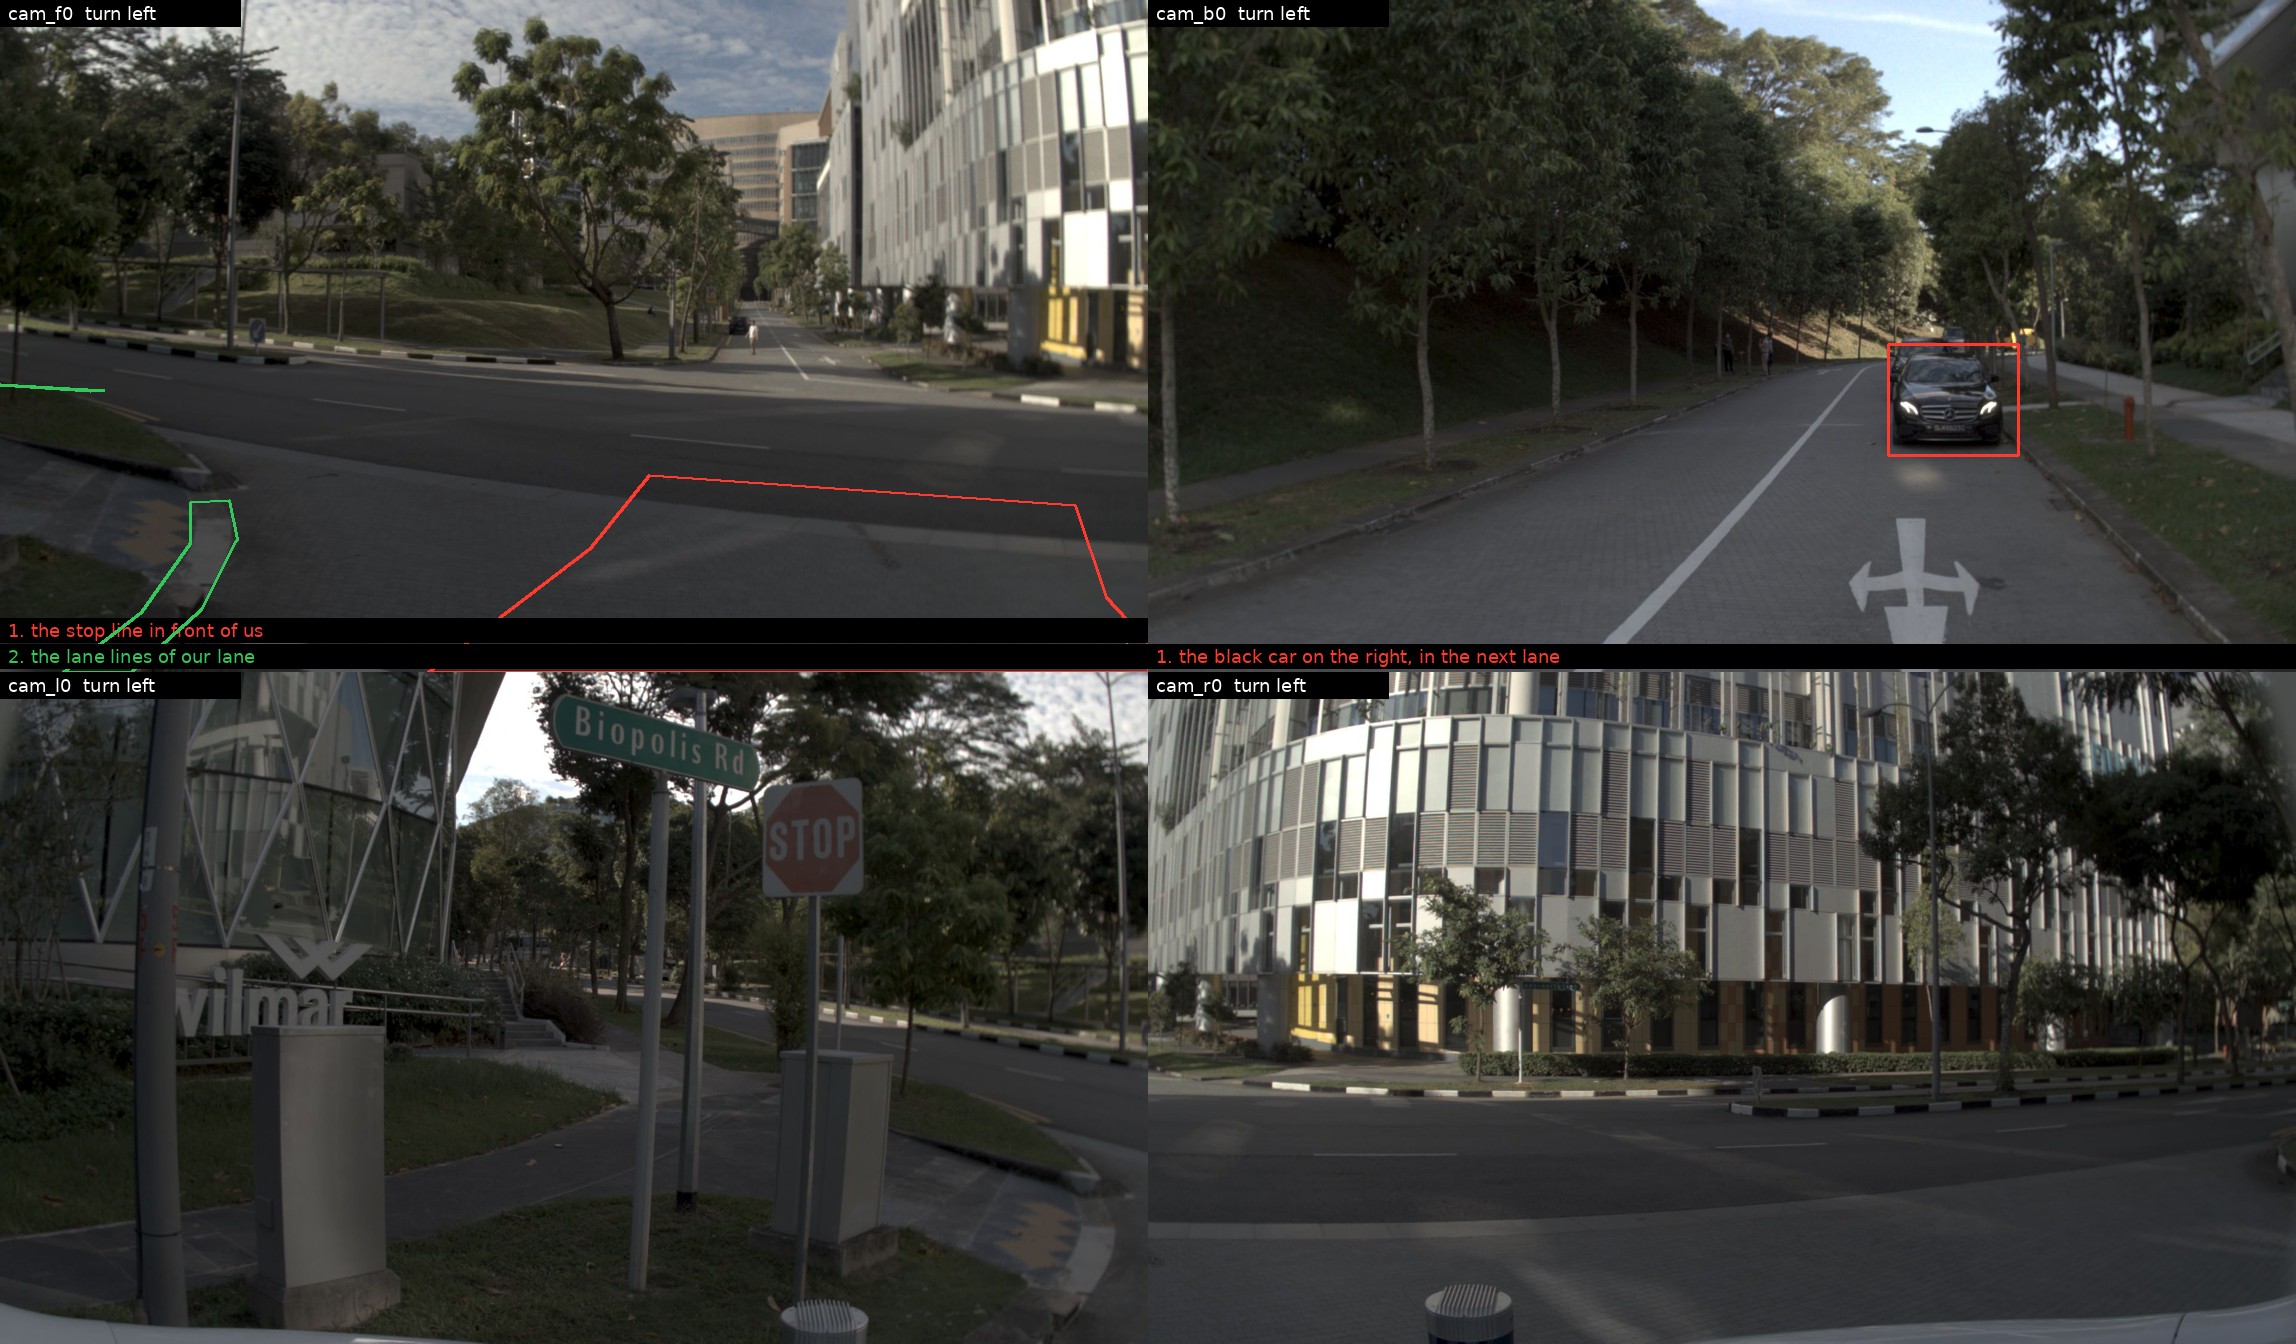 cam_f0 turn left
1. the stop line in front of us
2. the lane lines of our lane
cam_b0 turn left
1. the black car on the right, in the next lane
cam_l0 turn left
Biopolis Rd
STOP
wilmar
cam_r0 turn left